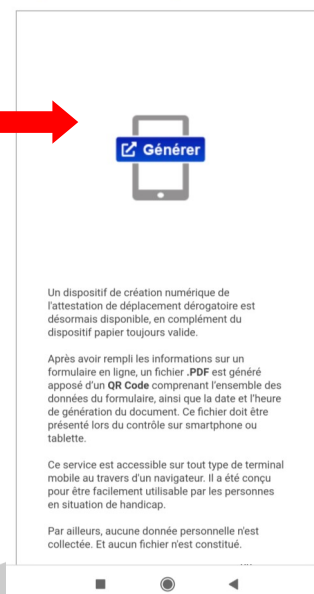 Générer
Un dispositif de création numérique de
l'attestation de déplacement dérogatoire est
désormais disponible, en complément du
dispositif papier toujours valide.
Après avoir rempli les informations sur un
formulaire en ligne, un fichier .PDF est généré
apposé d'un QR Code comprenant l'ensemble des
données du formulaire, ainsi que la date et l'heure
de génération du document. Ce fichier doit être
présenté lors du contrôle sur smartphone ou
tablette.
Ce service est accessible sur tout type de terminal
mobile au travers d'un navigateur. Il a été conçu
pour être facilement utilisable par les personnes
en situation de handicap.
Par ailleurs, aucune donnée personnelle n'est
collectée. Et aucun fichier n'est constitué.